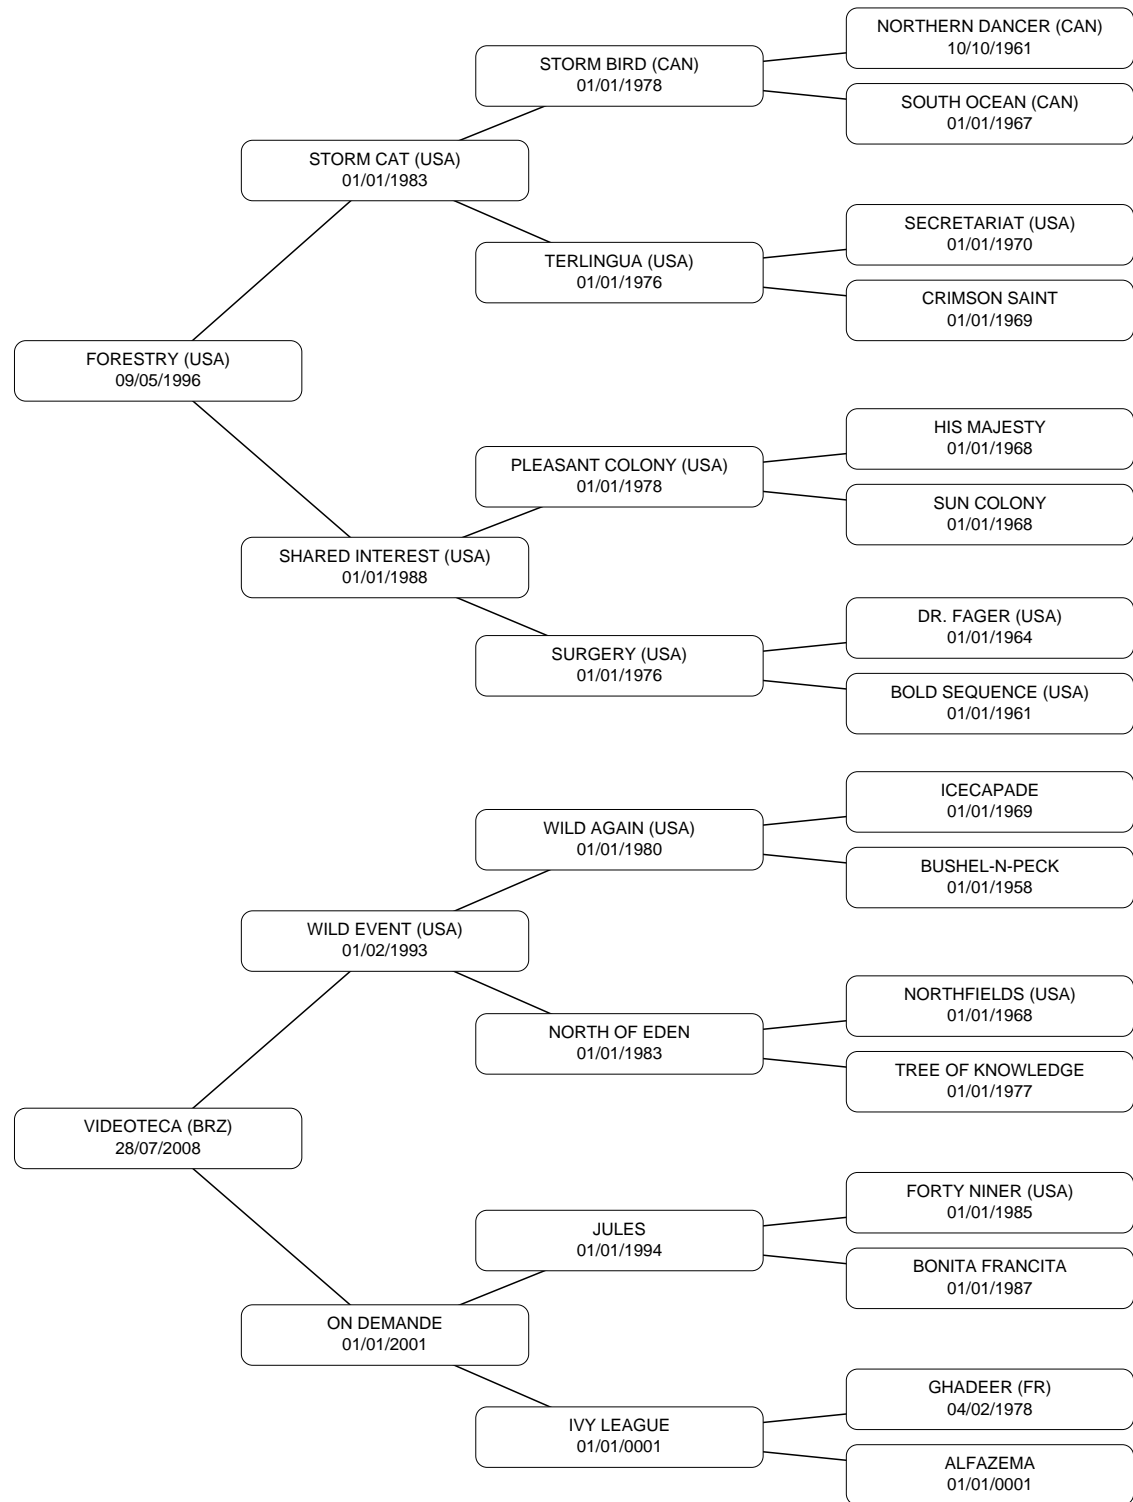 NORTHERN DANCER (CAN)
10/10/1961
STORM BIRD (CAN)
01/01/1978
SOUTH OCEAN (CAN)
01/01/1967
STORM CAT (USA)
01/01/1983
SECRETARIAT (USA)
01/01/1970
TERLINGUA (USA)
01/01/1976
CRIMSON SAINT
01/01/1969
FORESTRY (USA)
09/05/1996
HIS MAJESTY
01/01/1968
PLEASANT COLONY (USA)
01/01/1978
SUN COLONY
01/01/1968
SHARED INTEREST (USA)
01/01/1988
DR. FAGER (USA)
01/01/1964
SURGERY (USA)
01/01/1976
BOLD SEQUENCE (USA)
01/01/1961
ICECAPADE
01/01/1969
WILD AGAIN (USA)
01/01/1980
BUSHEL-N-PECK
01/01/1958
WILD EVENT (USA)
01/02/1993
NORTHFIELDS (USA)
01/01/1968
NORTH OF EDEN
01/01/1983
TREE OF KNOWLEDGE
01/01/1977
VIDEOTECA (BRZ)
28/07/2008
FORTY NINER (USA)
01/01/1985
JULES
01/01/1994
BONITA FRANCITA
01/01/1987
ON DEMANDE
01/01/2001
GHADEER (FR)
04/02/1978
IVY LEAGUE
01/01/0001
ALFAZEMA
01/01/0001